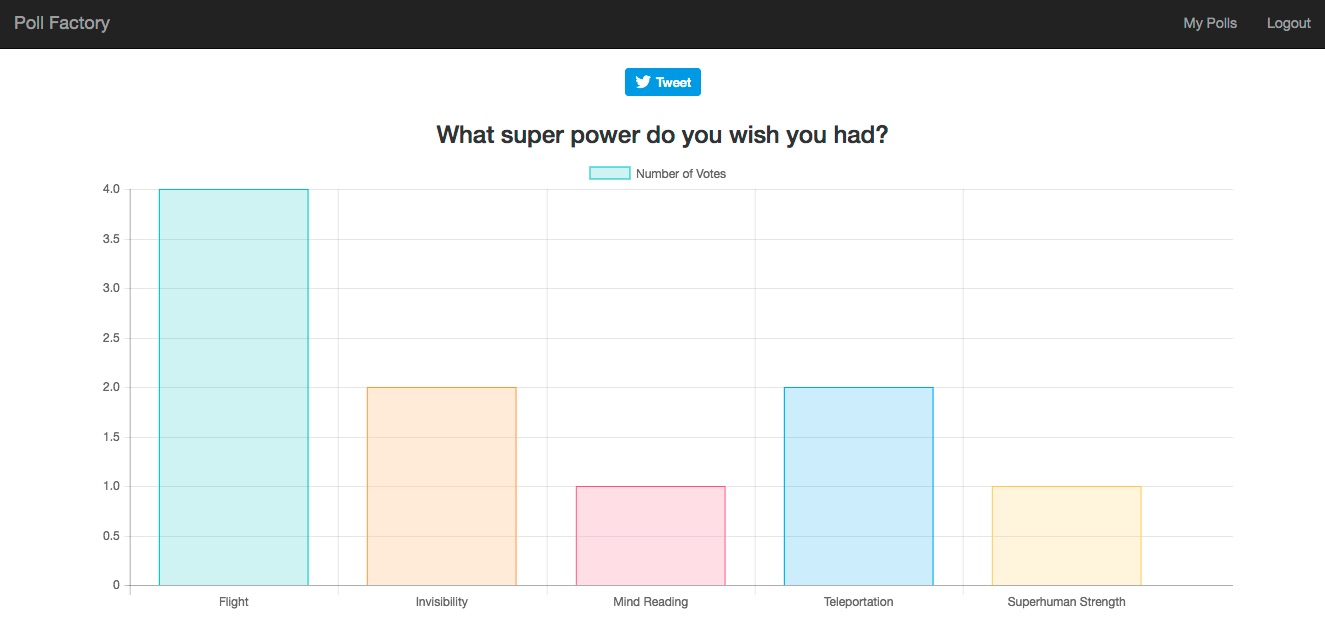 Poll Factory My Polls Logout
Tweet
What super power do you wish you had?
Number of Votes
4.0
3.5
3.0
2.5
2.0
1.5
1.0
0.5
0
Flight Invisibility Mind Reading Teleportation Superhuman Strength